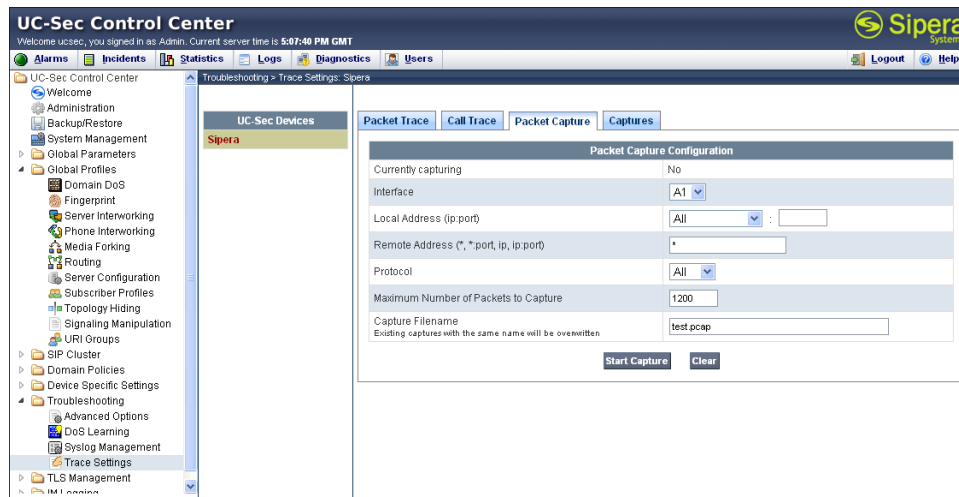 UC-Sec Control Center
Welcome ucsec, you signed in as Admin. Current server time is 5:07:40 PM GMT
Sipera
System
Alarms Incidents Statistics Logs Diagnostics Users Logout Help
UC-Sec Control Center
Welcome
Administration
Backup/Restore
System Management
Global Parameters
Global Profiles
Domain DoS
Fingerprint
Server Interworking
Phone Interworking
Media Forking
Routing
Server Configuration
Subscriber Profiles
Topology Hiding
Signaling Manipulation
URI Groups
SIP Cluster
Domain Policies
Device Specific Settings
Troubleshooting
Advanced Options
DoS Learning
Syslog Management
Trace Settings
TLS Management
IM Logging
Troubleshooting > Trace Settings: Sipera
UC-Sec Devices
Sipera
Packet Trace Call Trace Packet Capture Captures
Packet Capture Configuration
Currently capturing No
Interface A1
Local Address (ip:port) All :
Remote Address (*, *:port, ip, ip:port) *
Protocol All
Maximum Number of Packets to Capture 1200
Capture Filename
Existing captures with the same name will be overwritten
test.pcap
Start Capture Clear